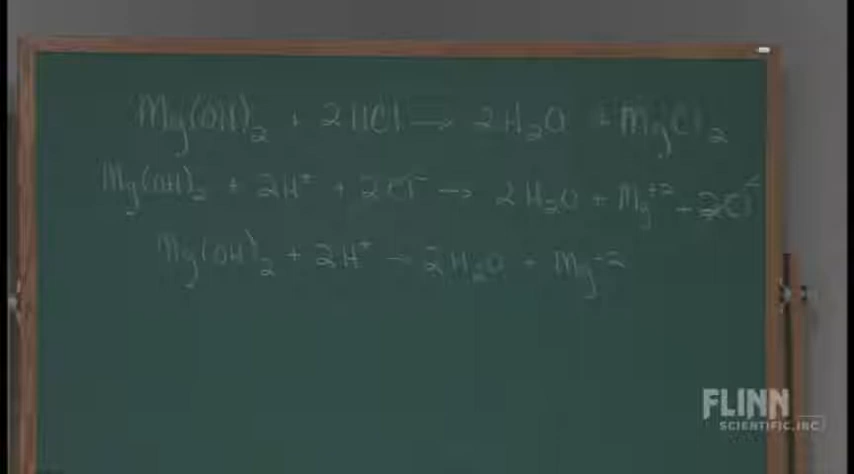 Mg(OH)₂ + 2HCl → 2H₂O + MgCl₂
Mg(OH)₂ + 2H⁺ + 2Cl⁻ → 2H₂O + Mg⁺² + 2Cl⁻
Mg(OH)₂ + 2H⁺ → 2H₂O + Mg⁺²
FLINN
SCIENTIFIC, INC